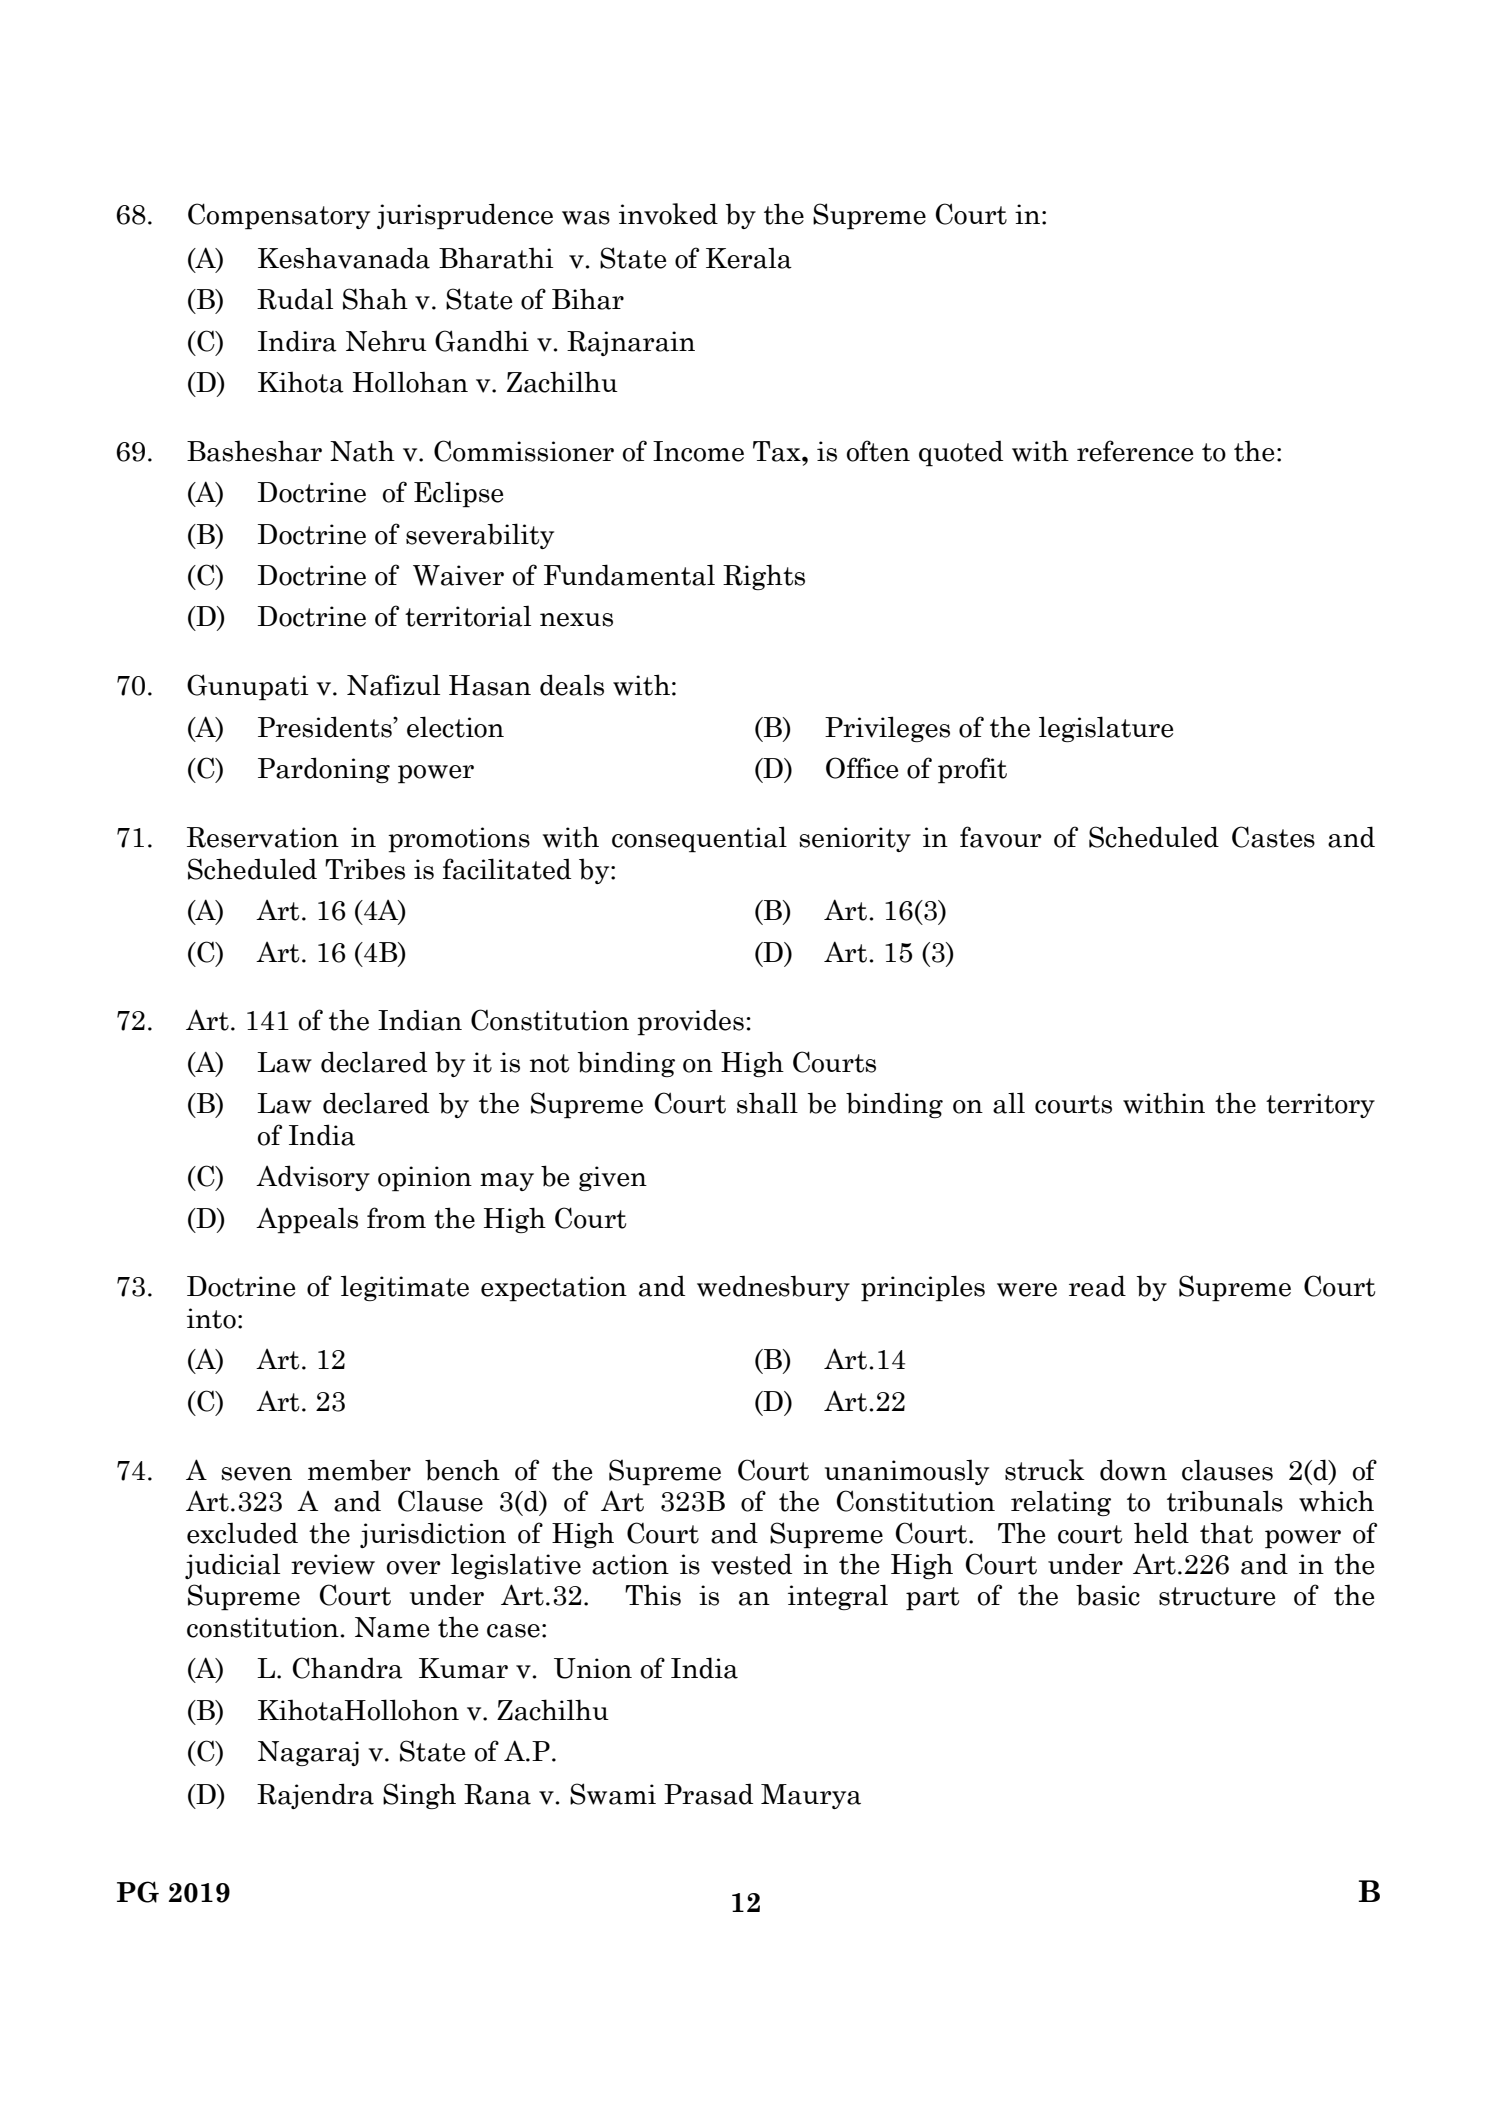 68. Compensatory jurisprudence was invoked by the Supreme Court in:
(A) Keshavanada Bharathi v. State of Kerala
(B) Rudal Shah v. State of Bihar
(C) Indira Nehru Gandhi v. Rajnarain
(D) Kihota Hollohan v. Zachilhu
69. Basheshar Nath v. Commissioner of Income Tax, is often quoted with reference to the:
(A) Doctrine of Eclipse
(B) Doctrine of severability
(C) Doctrine of Waiver of Fundamental Rights
(D) Doctrine of territorial nexus
70. Gunupati v. Nafizul Hasan deals with:
(A) Presidents’ election (B) Privileges of the legislature
(C) Pardoning power (D) Office of profit
71. Reservation in promotions with consequential seniority in favour of Scheduled Castes and
Scheduled Tribes is facilitated by:
(A) Art. 16 (4A) (B) Art. 16(3)
(C) Art. 16 (4B) (D) Art. 15 (3)
72. Art. 141 of the Indian Constitution provides:
(A) Law declared by it is not binding on High Courts
(B) Law declared by the Supreme Court shall be binding on all courts within the territory
of India
(C) Advisory opinion may be given
(D) Appeals from the High Court
73. Doctrine of legitimate expectation and wednesbury principles were read by Supreme Court
into:
(A) Art. 12 (B) Art.14
(C) Art. 23 (D) Art.22
74. A seven member bench of the Supreme Court unanimously struck down clauses 2(d) of
Art.323 A and Clause 3(d) of Art 323B of the Constitution relating to tribunals which
excluded the jurisdiction of High Court and Supreme Court. The court held that power of
judicial review over legislative action is vested in the High Court under Art.226 and in the
Supreme Court under Art.32. This is an integral part of the basic structure of the
constitution. Name the case:
(A) L. Chandra Kumar v. Union of India
(B) KihotaHollohon v. Zachilhu
(C) Nagaraj v. State of A.P.
(D) Rajendra Singh Rana v. Swami Prasad Maurya
PG 2019 12 B